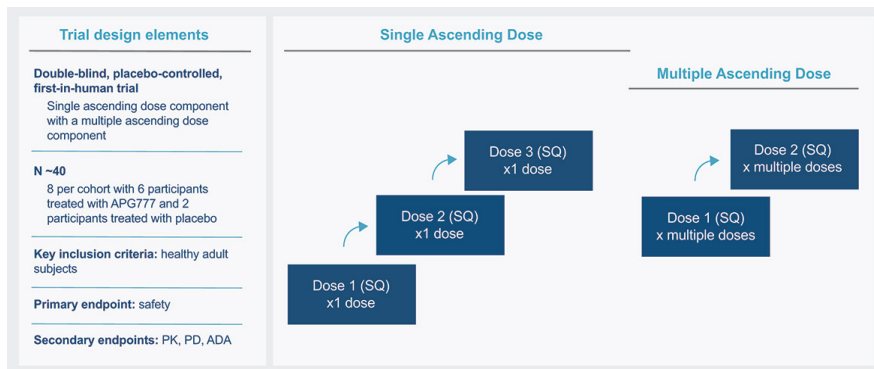 Trial design elements
Double-blind, placebo-controlled,
first-in-human trial
Single ascending dose component
with a multiple ascending dose
component
N ~40
8 per cohort with 6 participants
treated with APG777 and 2
participants treated with placebo
Key inclusion criteria: healthy adult
subjects
Primary endpoint: safety
Secondary endpoints: PK, PD, ADA
Single Ascending Dose
Dose 1 (SQ)
x1 dose
Dose 2 (SQ)
x1 dose
Dose 3 (SQ)
x1 dose
Multiple Ascending Dose
Dose 1 (SQ)
x multiple doses
Dose 2 (SQ)
x multiple doses